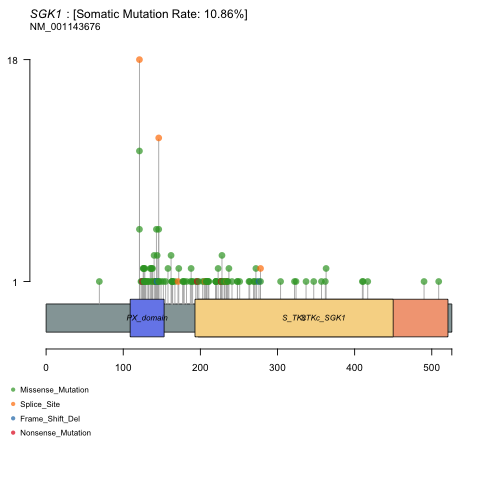 SGK1 : [Somatic Mutation Rate: 10.86%]
NM_001143676
18
1
PX_domain
STKc_SGK1
0 100 200 300 400 500
Missense_Mutation
Splice_Site
Frame_Shift_Del
Nonsense_Mutation